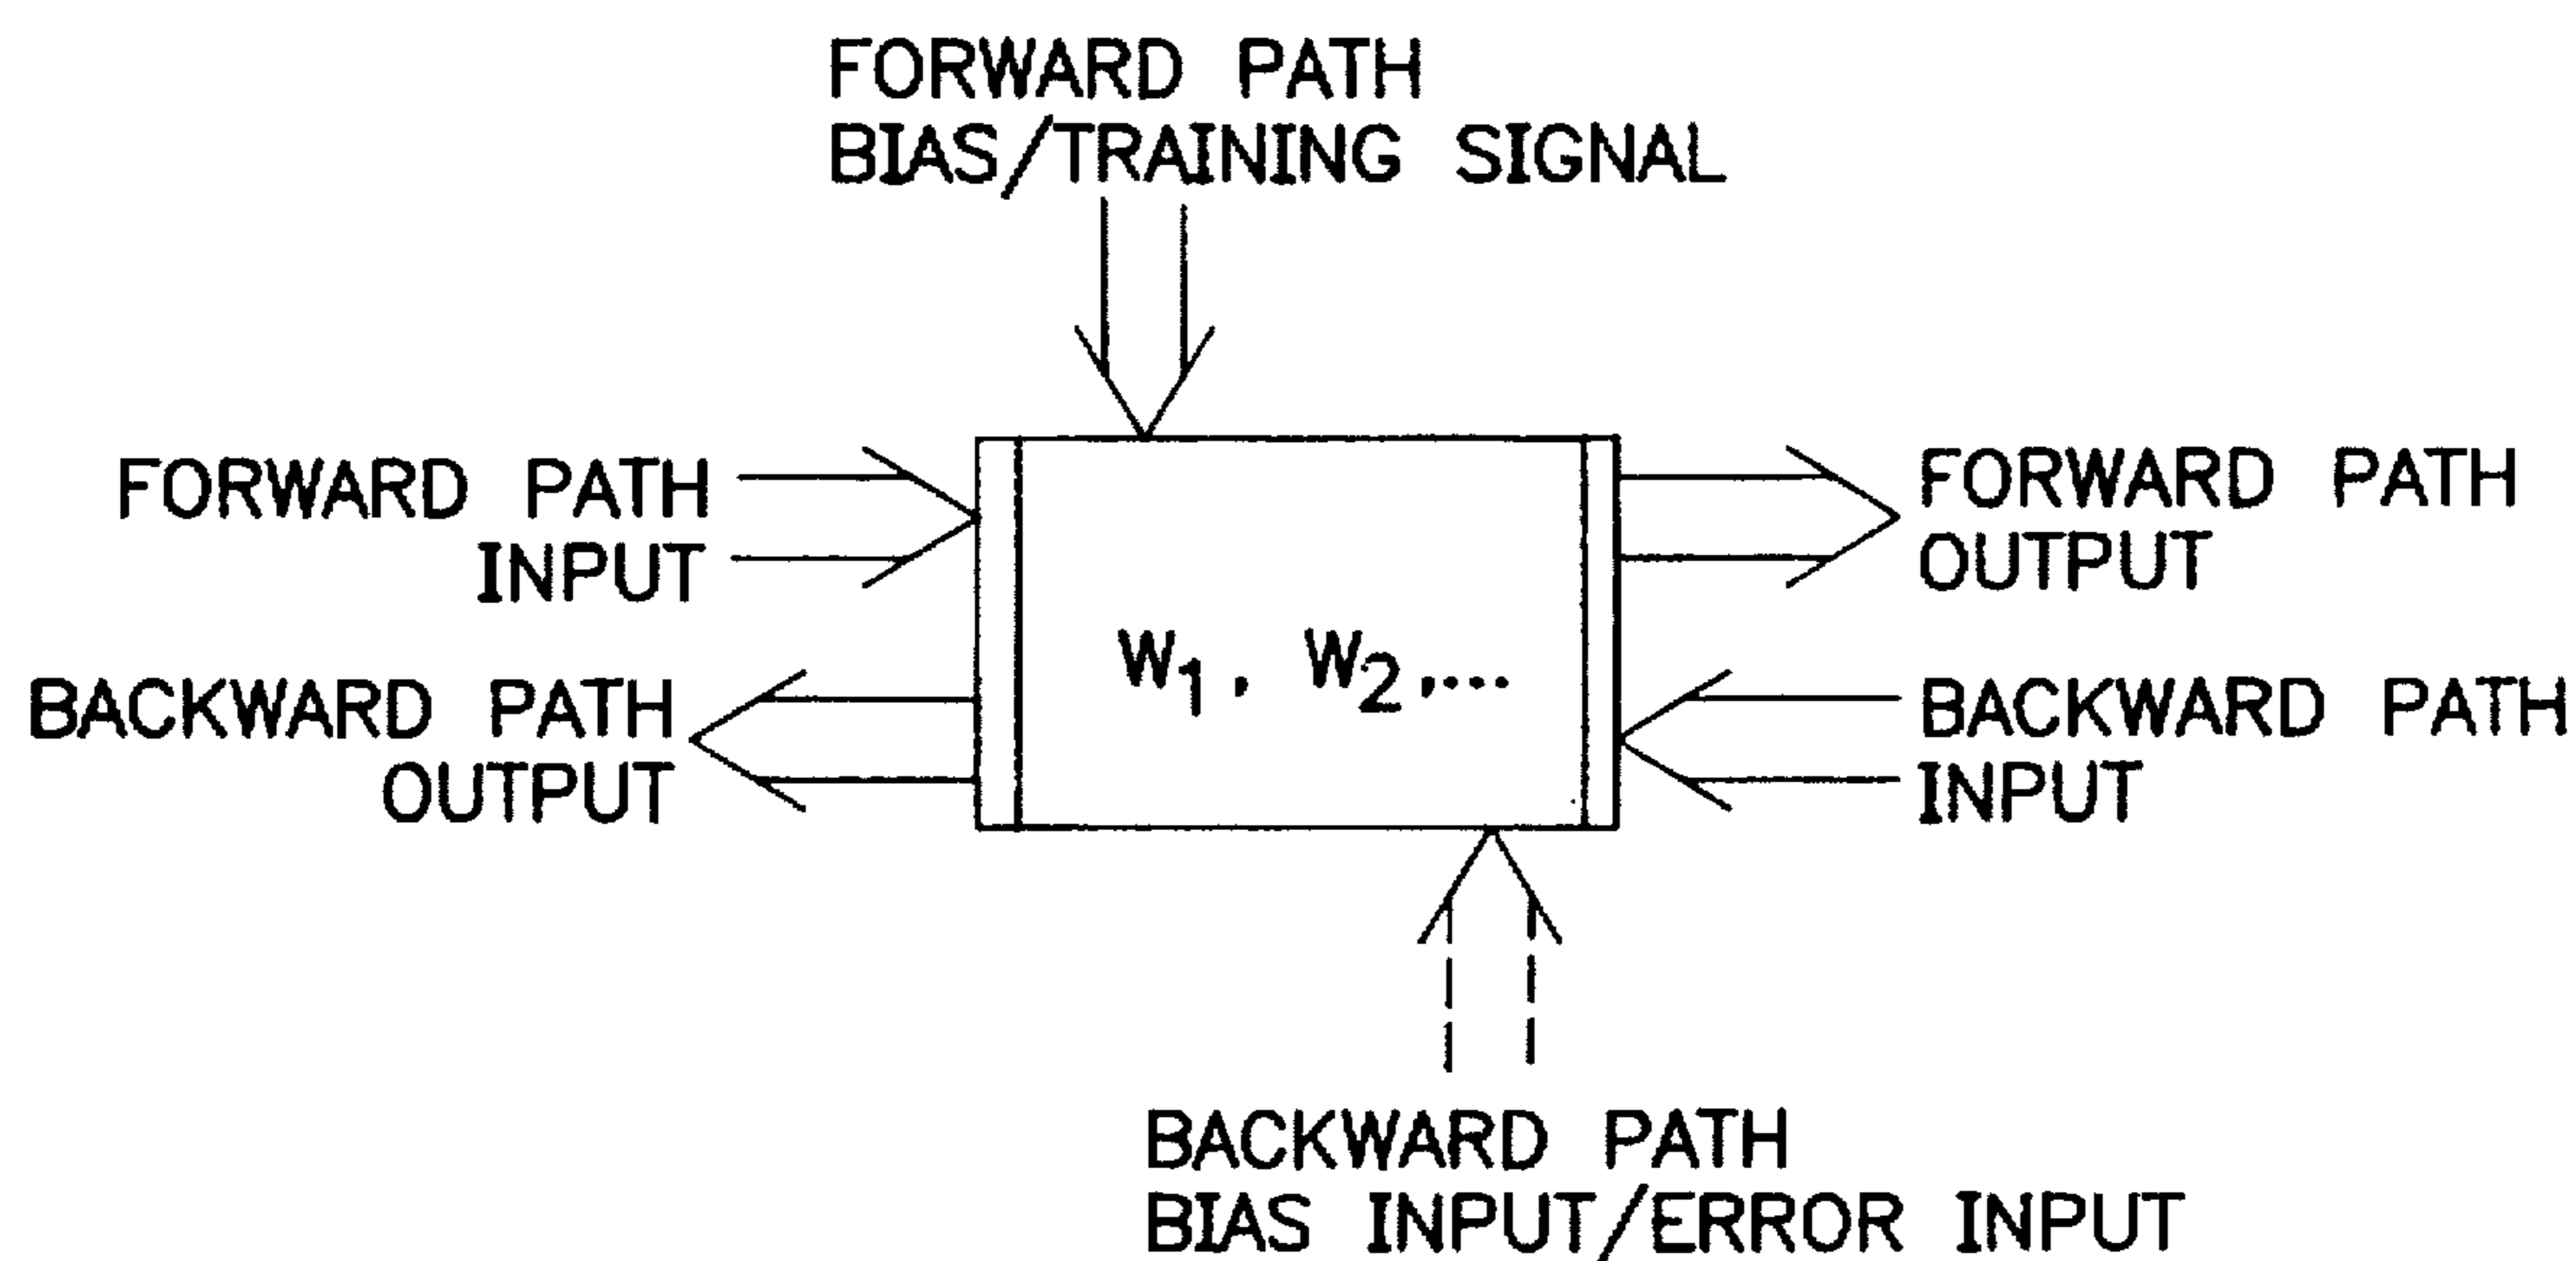 FORWARD PATH
BIAS/TRAINING SIGNAL
FORWARD PATH
INPUT
FORWARD PATH
OUTPUT
W1, W2,...
BACKWARD PATH
OUTPUT
BACKWARD PATH
INPUT
BACKWARD PATH
BIAS INPUT/ERROR INPUT